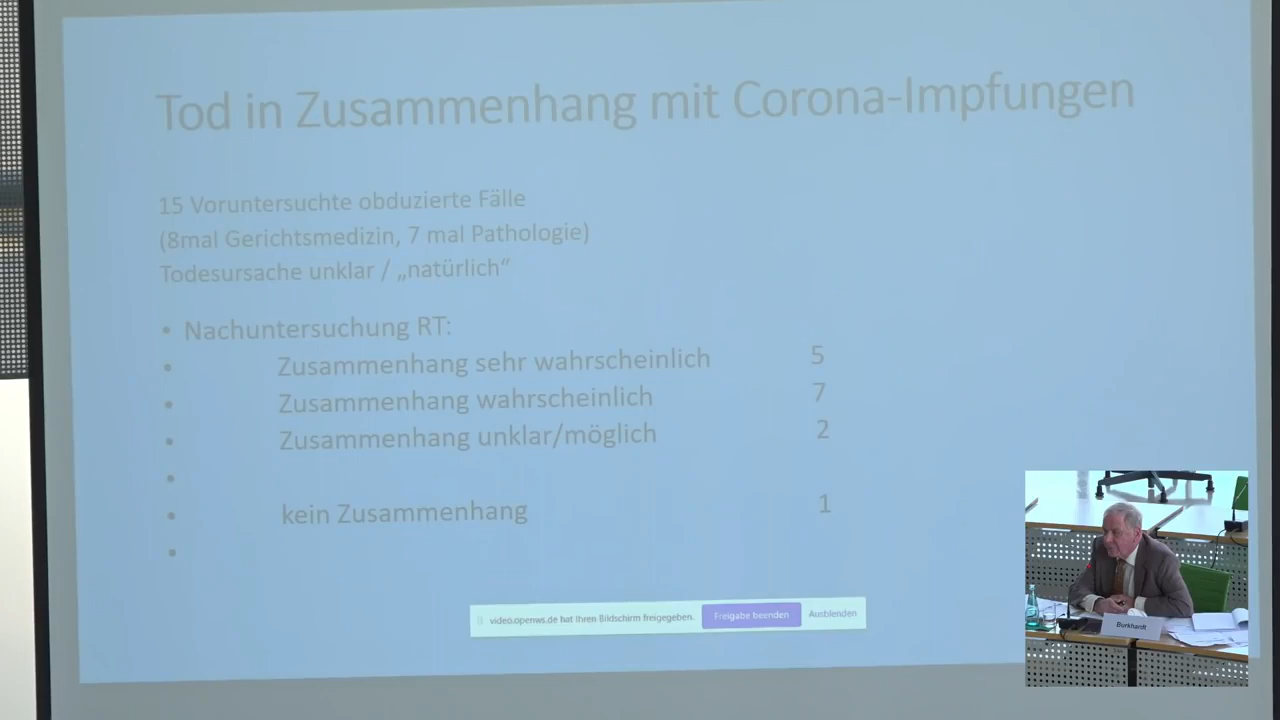 Tod in Zusammenhang mit Corona-Impfungen
15 Voruntersuchte obduzierte Fälle
(8mal Gerichtsmedizin, 7 mal Pathologie)
Todesursache unklar / „natürlich“
• Nachuntersuchung RT:
• Zusammenhang sehr wahrscheinlich 5
• Zusammenhang wahrscheinlich 7
• Zusammenhang unklar/möglich 2
•
• kein Zusammenhang 1
•
video.openws.de hat Ihren Bildschirm freigegeben. Freigabe beenden Ausblenden
Burkhardt